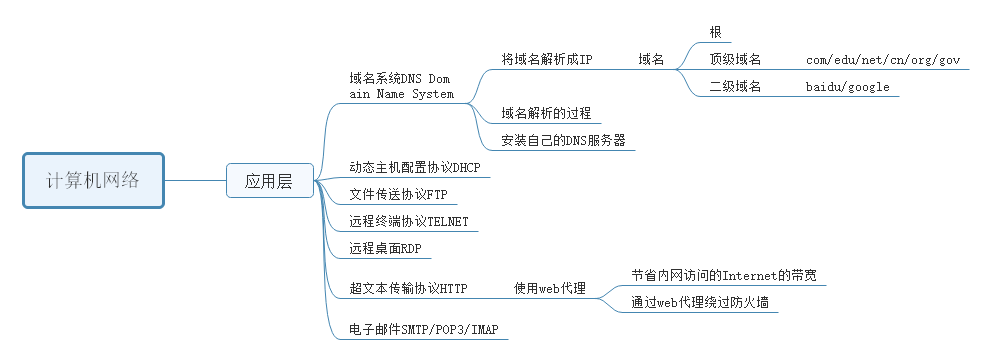 计算机网络
应用层
域名系统DNS Dom
ain Name System
将域名解析成IP
域名
根
顶级域名
com/edu/net/cn/org/gov
二级域名
baidu/google
域名解析的过程
安装自己的DNS服务器
动态主机配置协议DHCP
文件传送协议FTP
远程终端协议TELNET
远程桌面RDP
超文本传输协议HTTP
使用web代理
节省内网访问的Internet的带宽
通过web代理绕过防火墙
电子邮件SMTP/POP3/IMAP